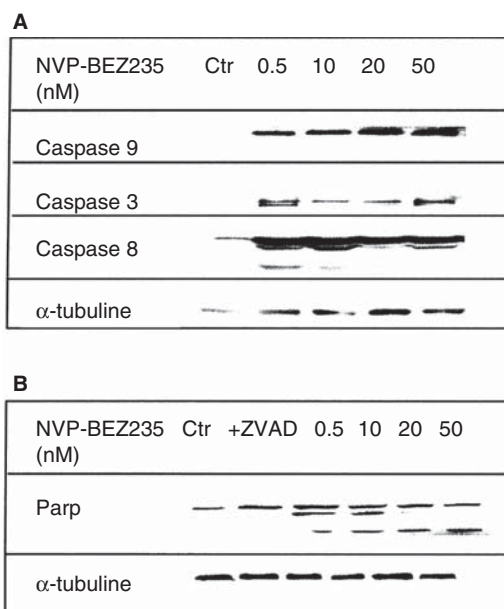 A
NVP-BEZ235 Ctr 0.5 10 20 50
(nM)
Caspase 9
Caspase 3
Caspase 8
α-tubuline
B
NVP-BEZ235 Ctr +ZVAD 0.5 10 20 50
(nM)
Parp
α-tubuline